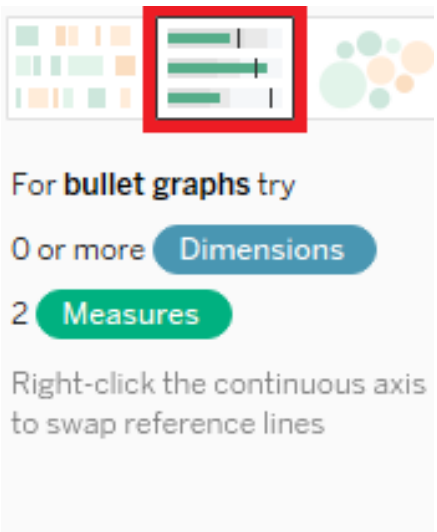 For bullet graphs try
0 or more Dimensions
2 Measures
Right-click the continuous axis
to swap reference lines